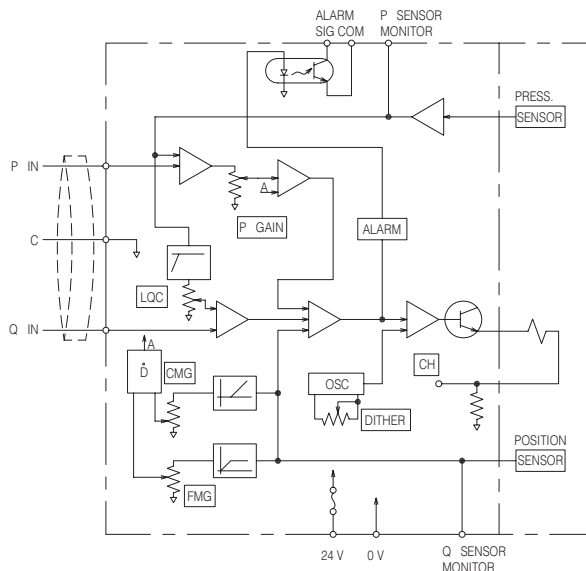 ALARM
SIG COM
P SENSOR
MONITOR
PRESS.
SENSOR
P IN
A
P GAIN
ALARM
C
LQC
Q IN
A
Ḋ
CMG
OSC
CH
DITHER
POSITION
SENSOR
FMG
24 V
0 V
Q SENSOR
MONITOR